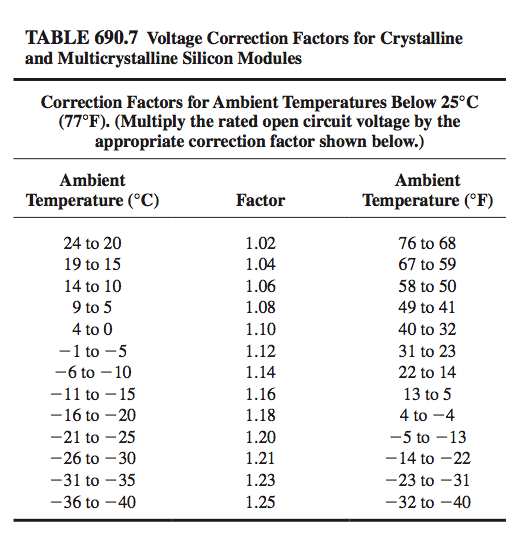 TABLE 690.7 Voltage Correction Factors for Crystalline
and Multicrystalline Silicon Modules
Correction Factors for Ambient Temperatures Below 25°C
(77°F). (Multiply the rated open circuit voltage by the
appropriate correction factor shown below.)
Ambient Temperature (°C) Factor Ambient Temperature (°F)
24 to 20 1.02 76 to 68
19 to 15 1.04 67 to 59
14 to 10 1.06 58 to 50
9 to 5 1.08 49 to 41
4 to 0 1.10 40 to 32
−1 to −5 1.12 31 to 23
−6 to −10 1.14 22 to 14
−11 to −15 1.16 13 to 5
−16 to −20 1.18 4 to −4
−21 to −25 1.20 −5 to −13
−26 to −30 1.21 −14 to −22
−31 to −35 1.23 −23 to −31
−36 to −40 1.25 −32 to −40